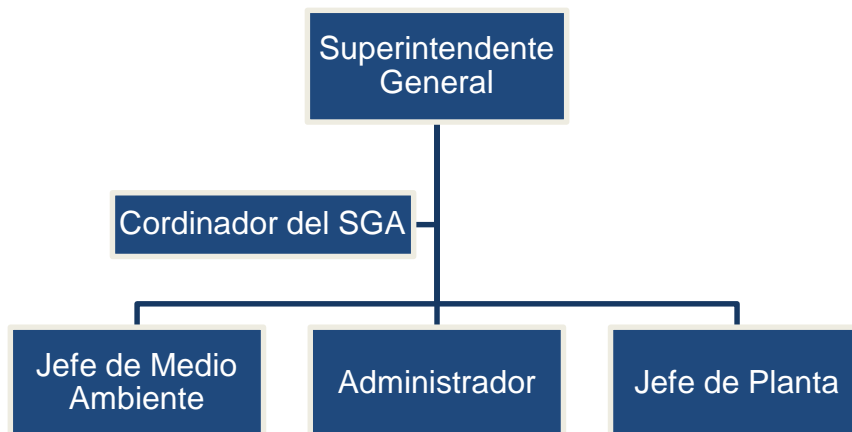 Superintendente
General
Cordinador del SGA
Jefe de Medio
Ambiente
Administrador
Jefe de Planta